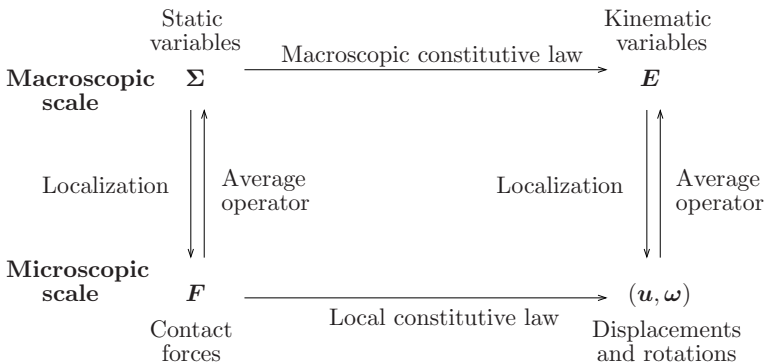 Static
variables
Kinematic
variables
Macroscopic constitutive law
Macroscopic
scale
Σ
E
Localization
Average
operator
Localization
Average
operator
Microscopic
scale
F
(u, ω)
Local constitutive law
Contact
forces
Displacements
and rotations